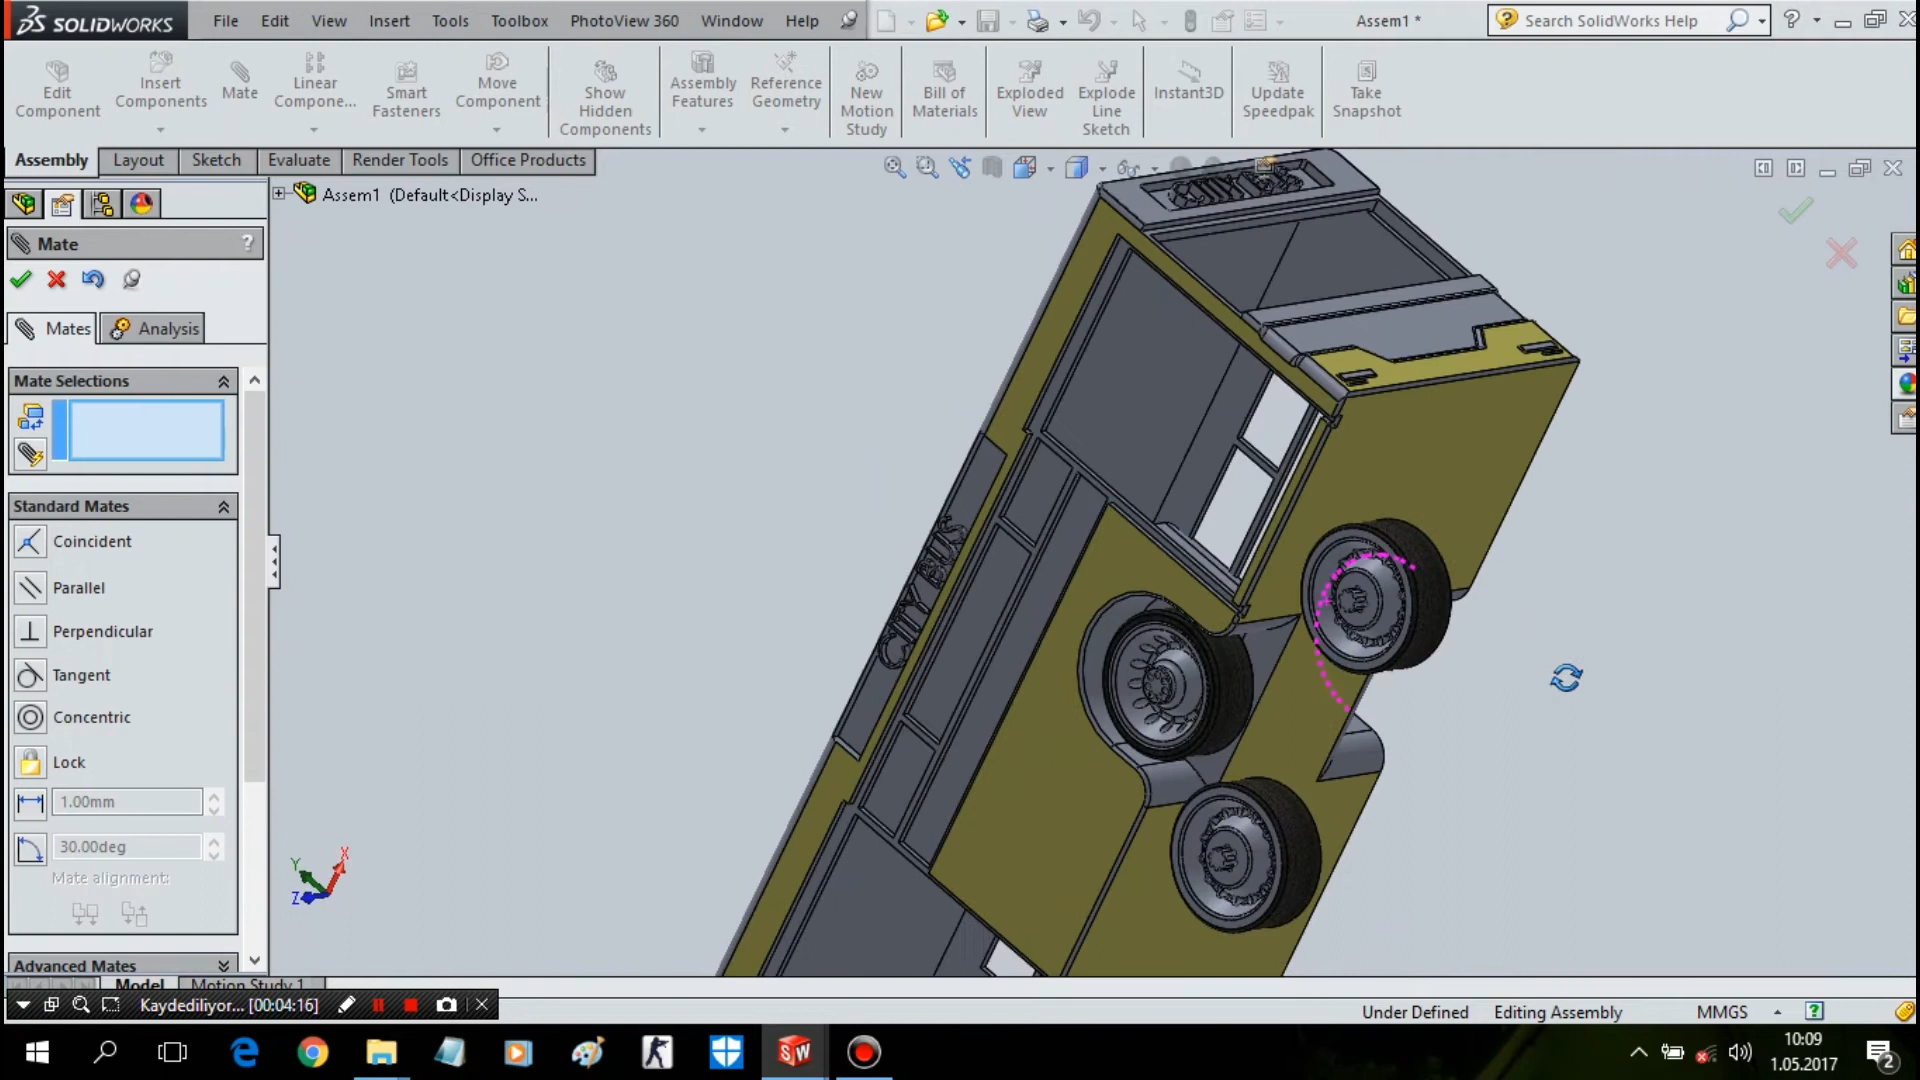 SOLIDWORKS
File Edit View Insert Tools Toolbox PhotoView 360 Window Help
Assem1 *
Search SolidWorks Help
Edit Component
Insert Components
Mate
Linear Compone...
Smart Fasteners
Move Component
Show Hidden Components
Assembly Features
Reference Geometry
New Motion Study
Bill of Materials
Exploded View
Explode Line Sketch
Instant3D
Update Speedpak
Take Snapshot
Assembly Layout Sketch Evaluate Render Tools Office Products
Assem1 (Default<Display S...
Mate ?
Mates Analysis
Mate Selections
Standard Mates
Coincident
Parallel
Perpendicular
Tangent
Concentric
Lock
1.00mm
30.00deg
Mate alignment:
Advanced Mates
CITY BUS
Y X
Z
Model Motion Study 1
Kaydediliyor... [00:04:16]
Under Defined Editing Assembly MMGS
SW
10:09
1.05.2017
2